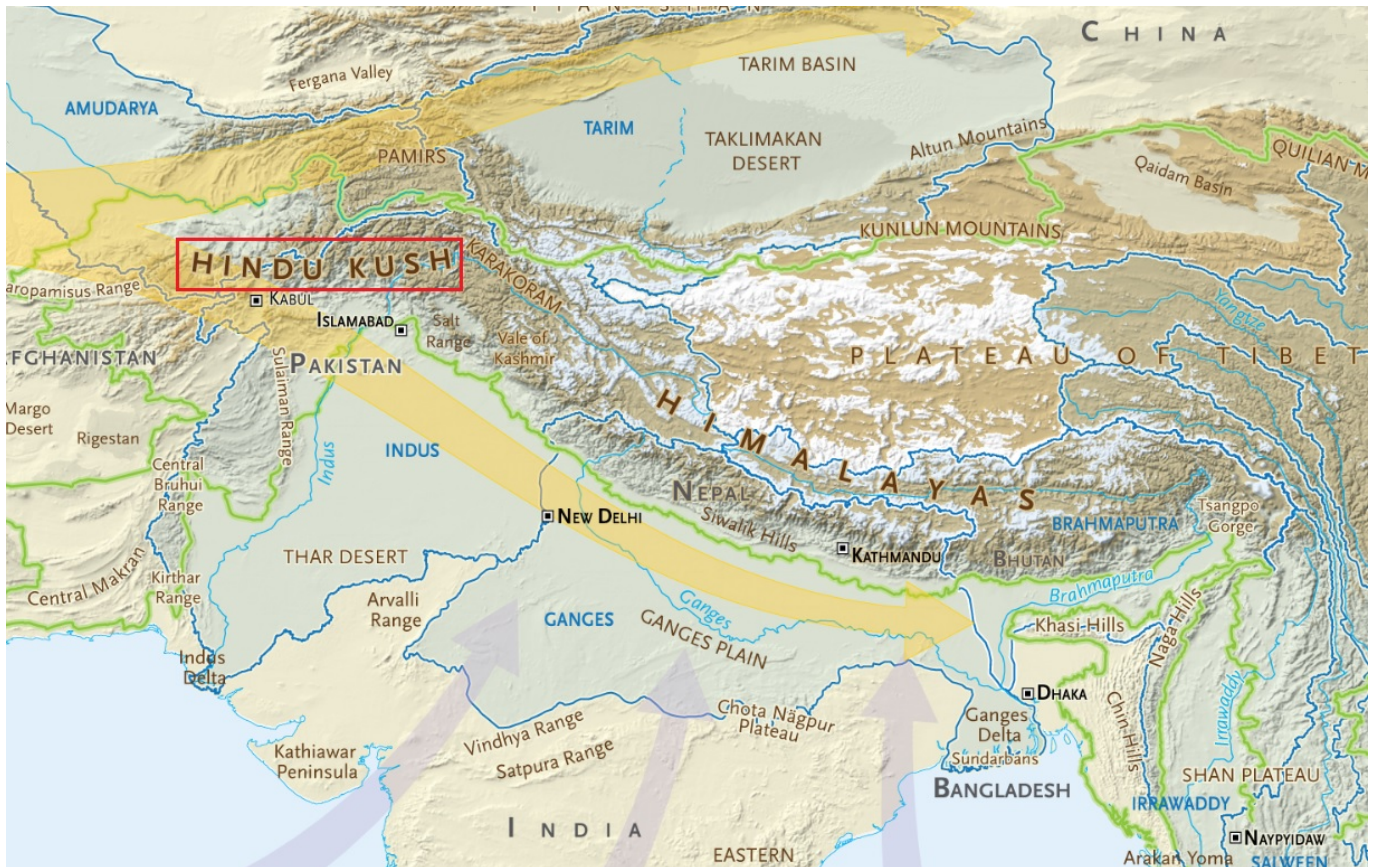 T I A N   S H A N
C H I N A
Fergana Valley
TARIM BASIN
AMUDARYA
TARIM
TAKLIMAKAN
DESERT
Altun Mountains
PAMIRS
QUILIAN M
Qaidam Basin
KUNLUN MOUNTAINS
HINDU KUSH
KARAKORAM
aropamisus Range
KABUL
ISLAMABAD
Salt
Range
Vale of
Kashmir
Yangtze
PLATEAU OF TIBET
FGHANISTAN
PAKISTAN
Sulaiman Range
HIMALAYAS
Margo
Desert
Rigestan
INDUS
Indus
Central
Bruhui
Range
NEPAL
Siwalik Hills
NEW DELHI
Tsangpo
Gorge
BRAHMAPUTRA
KATHMANDU
BHUTAN
THAR DESERT
Central Makran
Kirthar
Range
Brahmaputra
Arvalli
Range
GANGES
Ganges
GANGES PLAIN
Khasi Hills
Naga Hills
Indus
Delta
DHAKA
Chota Nāgpur
Plateau
Ganges
Delta
Sundarbans
Chin Hills
Irrawaddy
Vindhya Range
Satpura Range
Kathiawar
Peninsula
BANGLADESH
SHAN PLATEAU
IRRAWADDY
INDIA
NAYPYIDAW
EASTERN
Arakan Yoma
SALWEEN